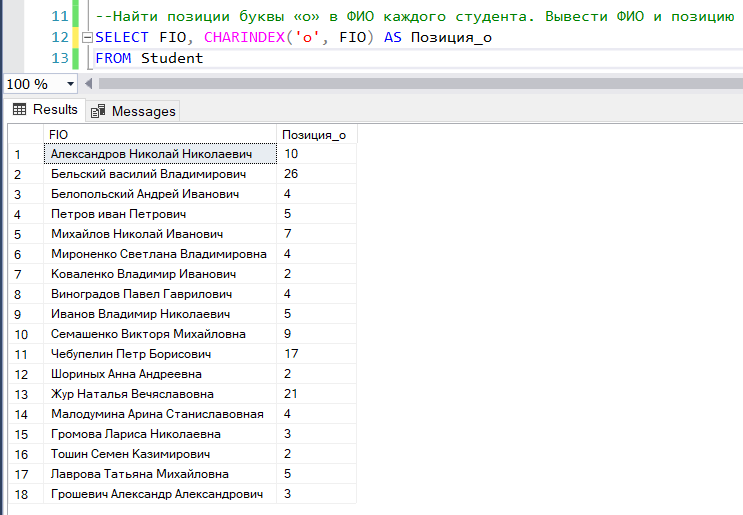 11 --Найти позиции буквы «о» в ФИО каждого студента. Вывести ФИО и позицию
12 SELECT FIO, CHARINDEX('о', FIO) AS Позиция_о
13 FROM Student
100 %
Results Messages
FIO Позиция_о
1 Александров Николай Николаевич 10
2 Бельский василий Владимирович 26
3 Белопольский Андрей Иванович 4
4 Петров иван Петрович 5
5 Михайлов Николай Иванович 7
6 Мироненко Светлана Владимировна 4
7 Коваленко Владимир Иванович 2
8 Виноградов Павел Гаврилович 4
9 Иванов Владимир Николаевич 5
10 Семашенко Викторя Михайловна 9
11 Чебупелин Петр Борисович 17
12 Шориных Анна Андреевна 2
13 Жур Наталья Вечяславовна 21
14 Малодумина Арина Станиславовная 4
15 Громова Лариса Николаевна 3
16 Тошин Семен Казимирович 2
17 Лаврова Татьяна Михайловна 5
18 Грошевич Александр Александрович 3